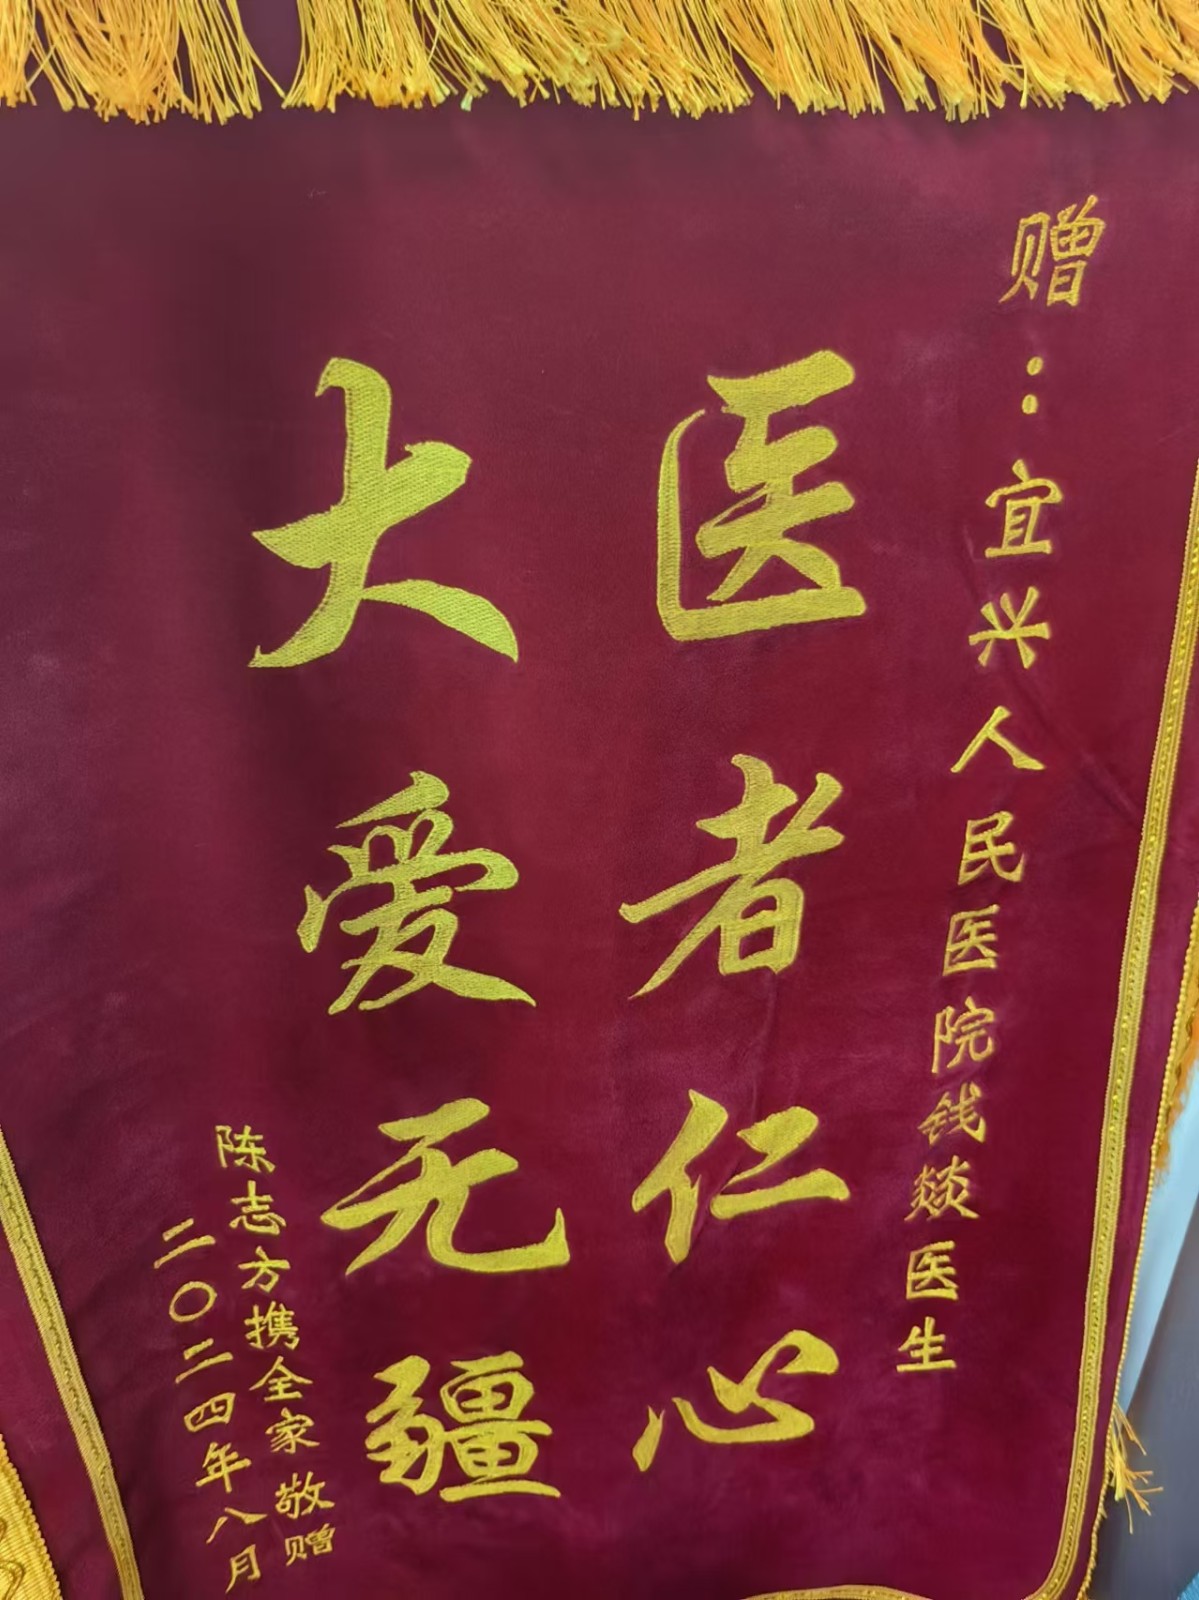 赠：宜兴人民医院钱燚医生
医者仁心
大爱无疆
陈志方携全家敬赠
二〇二四年八月